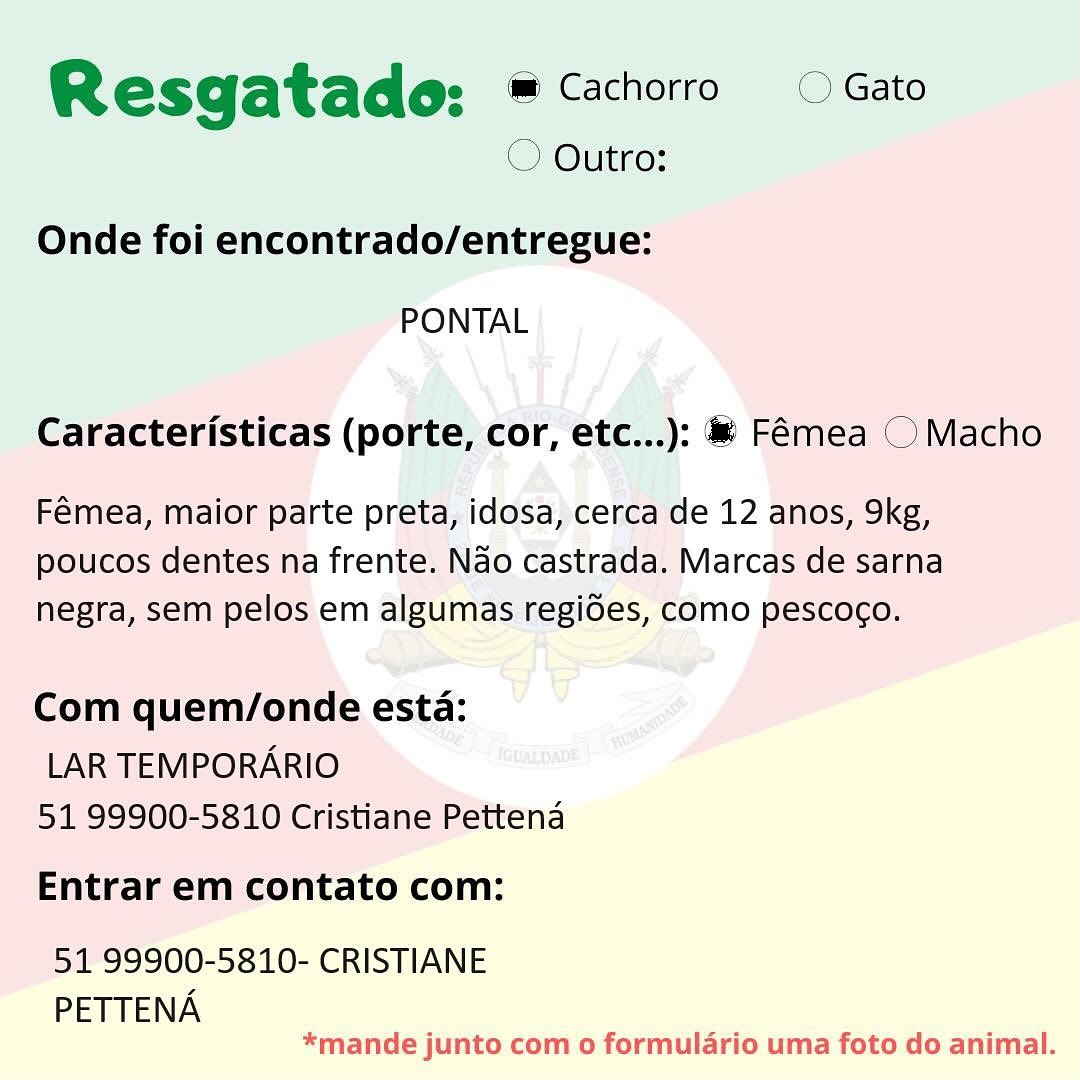 Resgatado: Cachorro Gato
Outro:
Onde foi encontrado/entregue:
PONTAL
Características (porte, cor, etc...): Fêmea Macho
Fêmea, maior parte preta, idosa, cerca de 12 anos, 9kg,
poucos dentes na frente. Não castrada. Marcas de sarna
negra, sem pelos em algumas regiões, como pescoço.
Com quem/onde está:
LAR TEMPORÁRIO
51 99900-5810 Cristiane Pettená
Entrar em contato com:
51 99900-5810- CRISTIANE
PETTENÁ
*mande junto com o formulário uma foto do animal.
IGUALDADE
HUMANIDADE